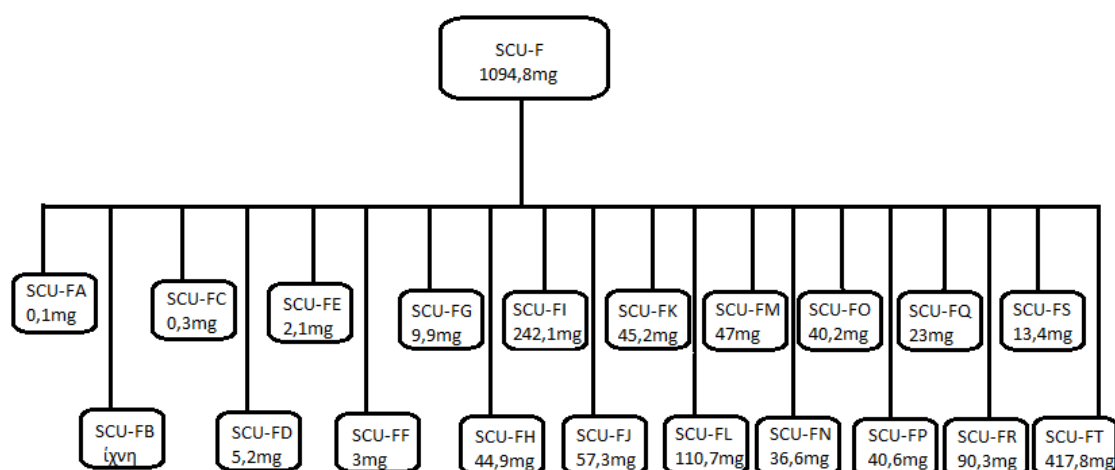 SCU-F
1094,8mg
SCU-FA
0,1mg
SCU-FB
ίχνη
SCU-FC
0,3mg
SCU-FD
5,2mg
SCU-FE
2,1mg
SCU-FF
3mg
SCU-FG
9,9mg
SCU-FH
44,9mg
SCU-FI
242,1mg
SCU-FJ
57,3mg
SCU-FK
45,2mg
SCU-FL
110,7mg
SCU-FM
47mg
SCU-FN
36,6mg
SCU-FO
40,2mg
SCU-FP
40,6mg
SCU-FQ
23mg
SCU-FR
90,3mg
SCU-FS
13,4mg
SCU-FT
417,8mg